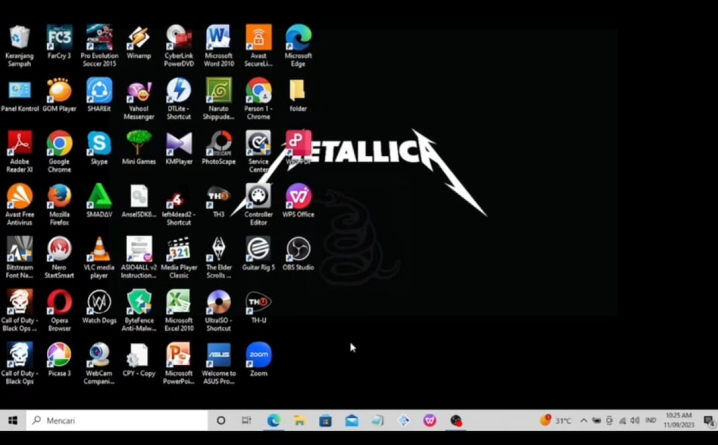 Keranjang Sampah
FarCry 3
Pro Evolution Soccer 2015
Winamp
CyberLink PowerDVD
Microsoft Word 2010
Avast SecureLi...
Microsoft Edge
Panel Kontrol
GOM Player
SHAREit
Yahoo! Messenger
DTLite - Shortcut
Naruto Shippude...
Person 1 - Chrome
folder
Adobe Reader XI
Google Chrome
Skype
Mini Games
KMPlayer
PhotoScape
Service Center
METALLICA
Avast Free Antivirus
Mozilla Firefox
SMADAV
AnselSDK8...
left4dead2 - Shortcut
TH3
Controller Editor
WPS Office
Bitstream Font Na...
Nero StartSmart
VLC media player
ASIO4ALL v2 Instruction...
Media Player Classic
The Elder Scrolls ...
Guitar Rig 5
OBS Studio
Call of Duty - Black Ops ...
Opera Browser
Watch Dogs
ByteFence Anti-Malw...
Microsoft Excel 2010
UltraISO - Shortcut
TH-U
Call of Duty - Black Ops
Picasa 3
WebCam Compani...
CPY - Copy
Microsoft PowerPoi...
Welcome to ASUS Pro...
Zoom
Mencari
31°C
IND
10:25 AM
11/09/2023